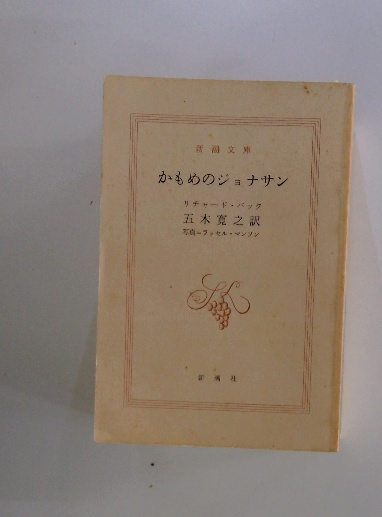 新潮文庫
かもめのジョナサン
リチャード・バック
五木寛之訳
写真＝ラッセル・マンソン
新潮社